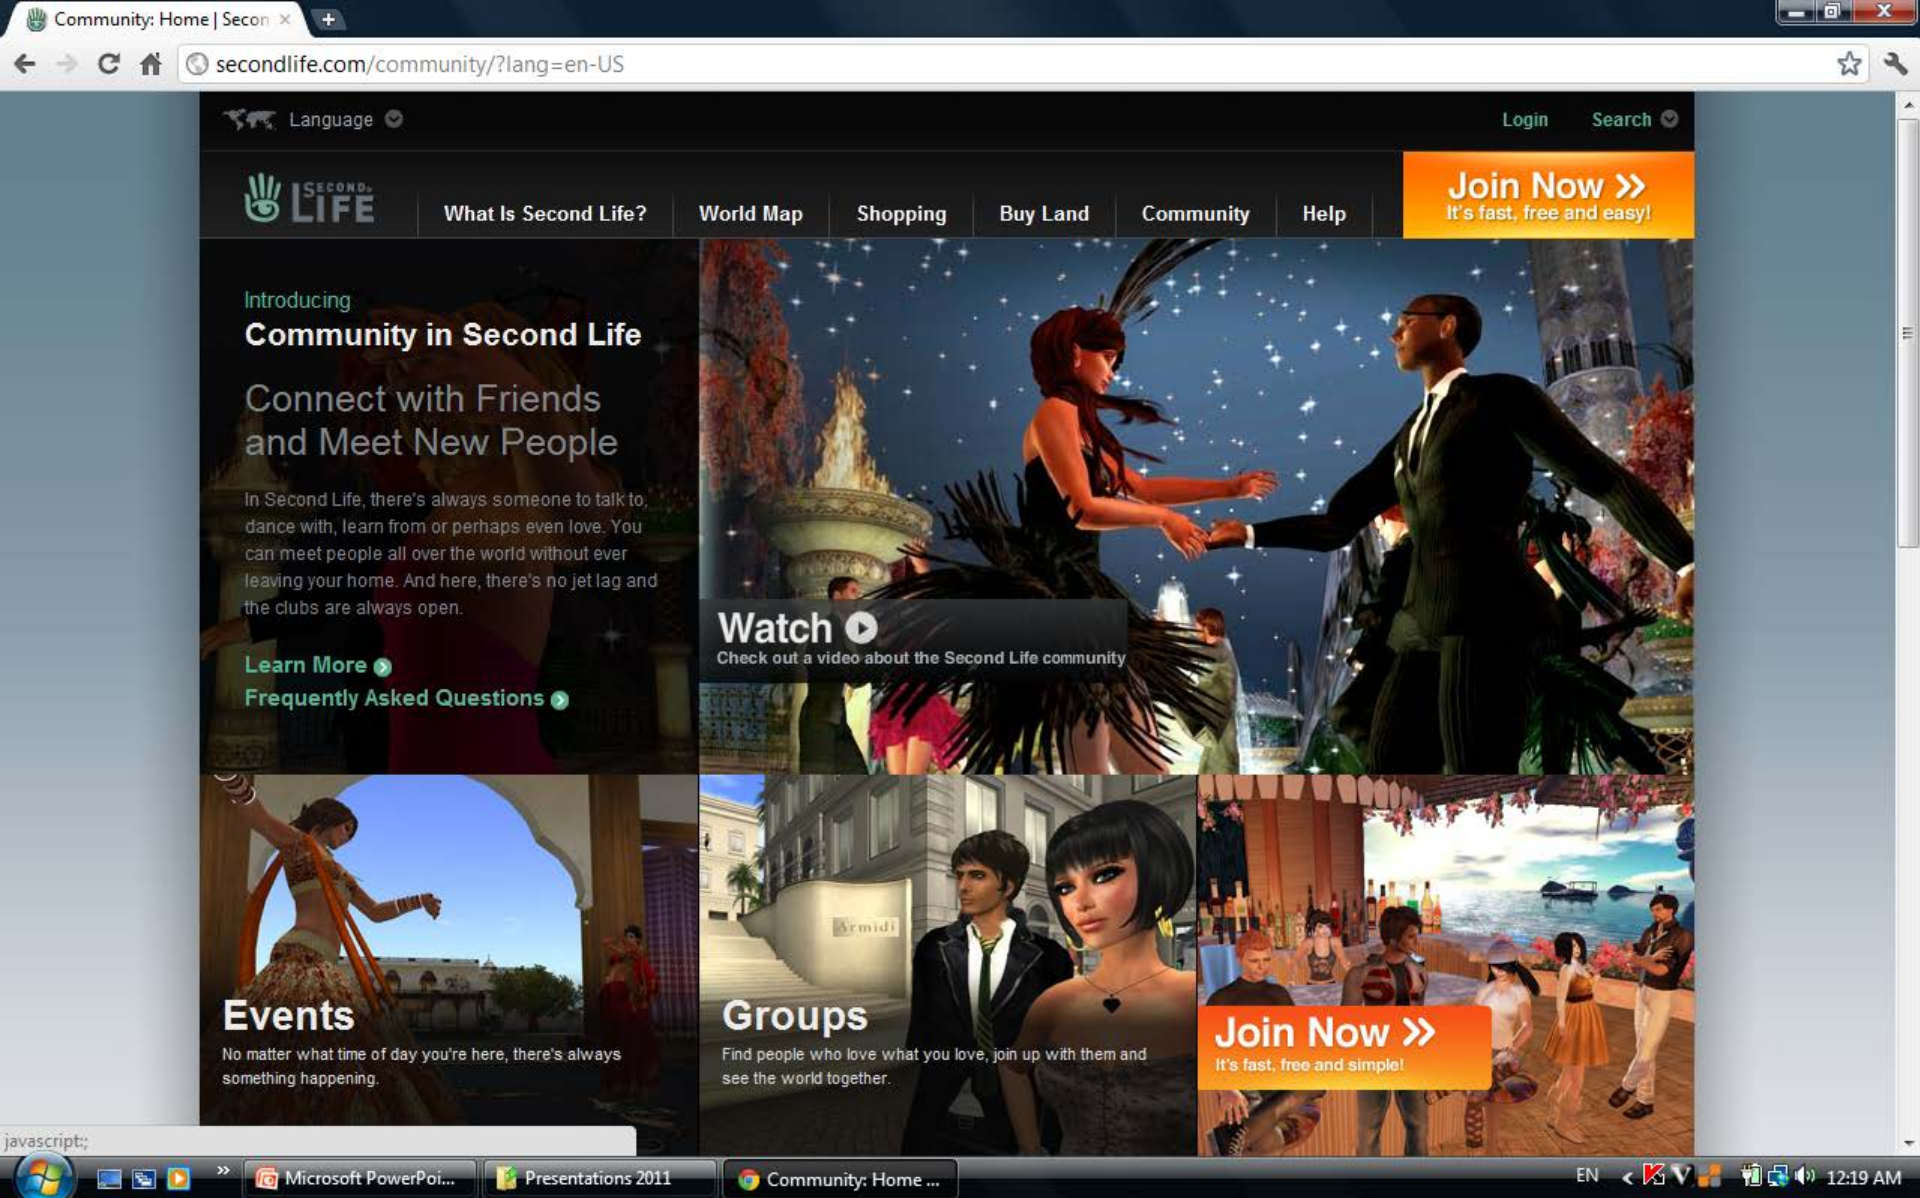 Community: Home | Secon
secondlife.com/community/?lang=en-US
Language
Login
Search
SECOND
LIFE
What Is Second Life?
World Map
Shopping
Buy Land
Community
Help
Join Now >>
It's fast, free and easy!
Introducing
Community in Second Life
Connect with Friends
and Meet New People
In Second Life, there's always someone to talk to,
dance with, learn from or perhaps even love. You
can meet people all over the world without ever
leaving your home. And here, there's no jet lag and
the clubs are always open.
Learn More
Frequently Asked Questions
Watch
Check out a video about the Second Life community
Armidi
Events
No matter what time of day you're here, there's always
something happening.
Groups
Find people who love what you love, join up with them and
see the world together.
Join Now >>
It's fast, free and simple!
javascript:;
Microsoft PowerPoi...
Presentations 2011
Community: Home ...
EN
12:19 AM